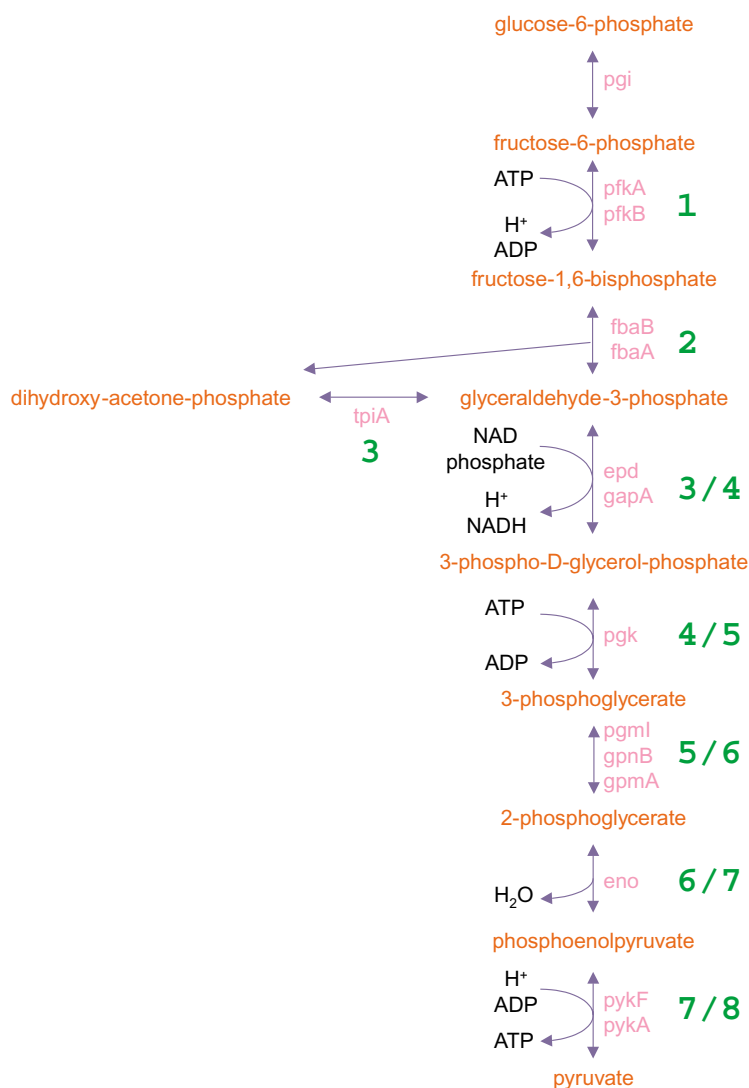 glucose-6-phosphate
pgi
fructose-6-phosphate
ATP
pfkA
pfkB
1
H+
ADP
fructose-1,6-bisphosphate
fbaB
fbaA
2
dihydroxy-acetone-phosphate
tpiA
3
glyceraldehyde-3-phosphate
NAD
phosphate
epd
gapA
3/4
H+
NADH
3-phospho-D-glycerol-phosphate
ATP
pgk
4/5
ADP
3-phosphoglycerate
pgmI
gpnB
gpmA
5/6
2-phosphoglycerate
eno
6/7
H2O
phosphoenolpyruvate
H+
ADP
pykF
pykA
7/8
ATP
pyruvate